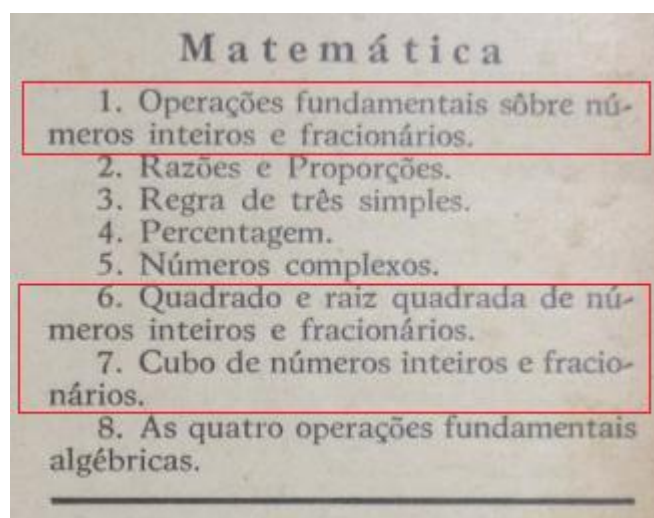 Matemática
1. Operações fundamentais sôbre nú-
meros inteiros e fracionários.
2. Razões e Proporções.
3. Regra de três simples.
4. Percentagem.
5. Números complexos.
6. Quadrado e raiz quadrada de nú-
meros inteiros e fracionários.
7. Cubo de números inteiros e fracio-
nários.
8. As quatro operações fundamentais
algébricas.